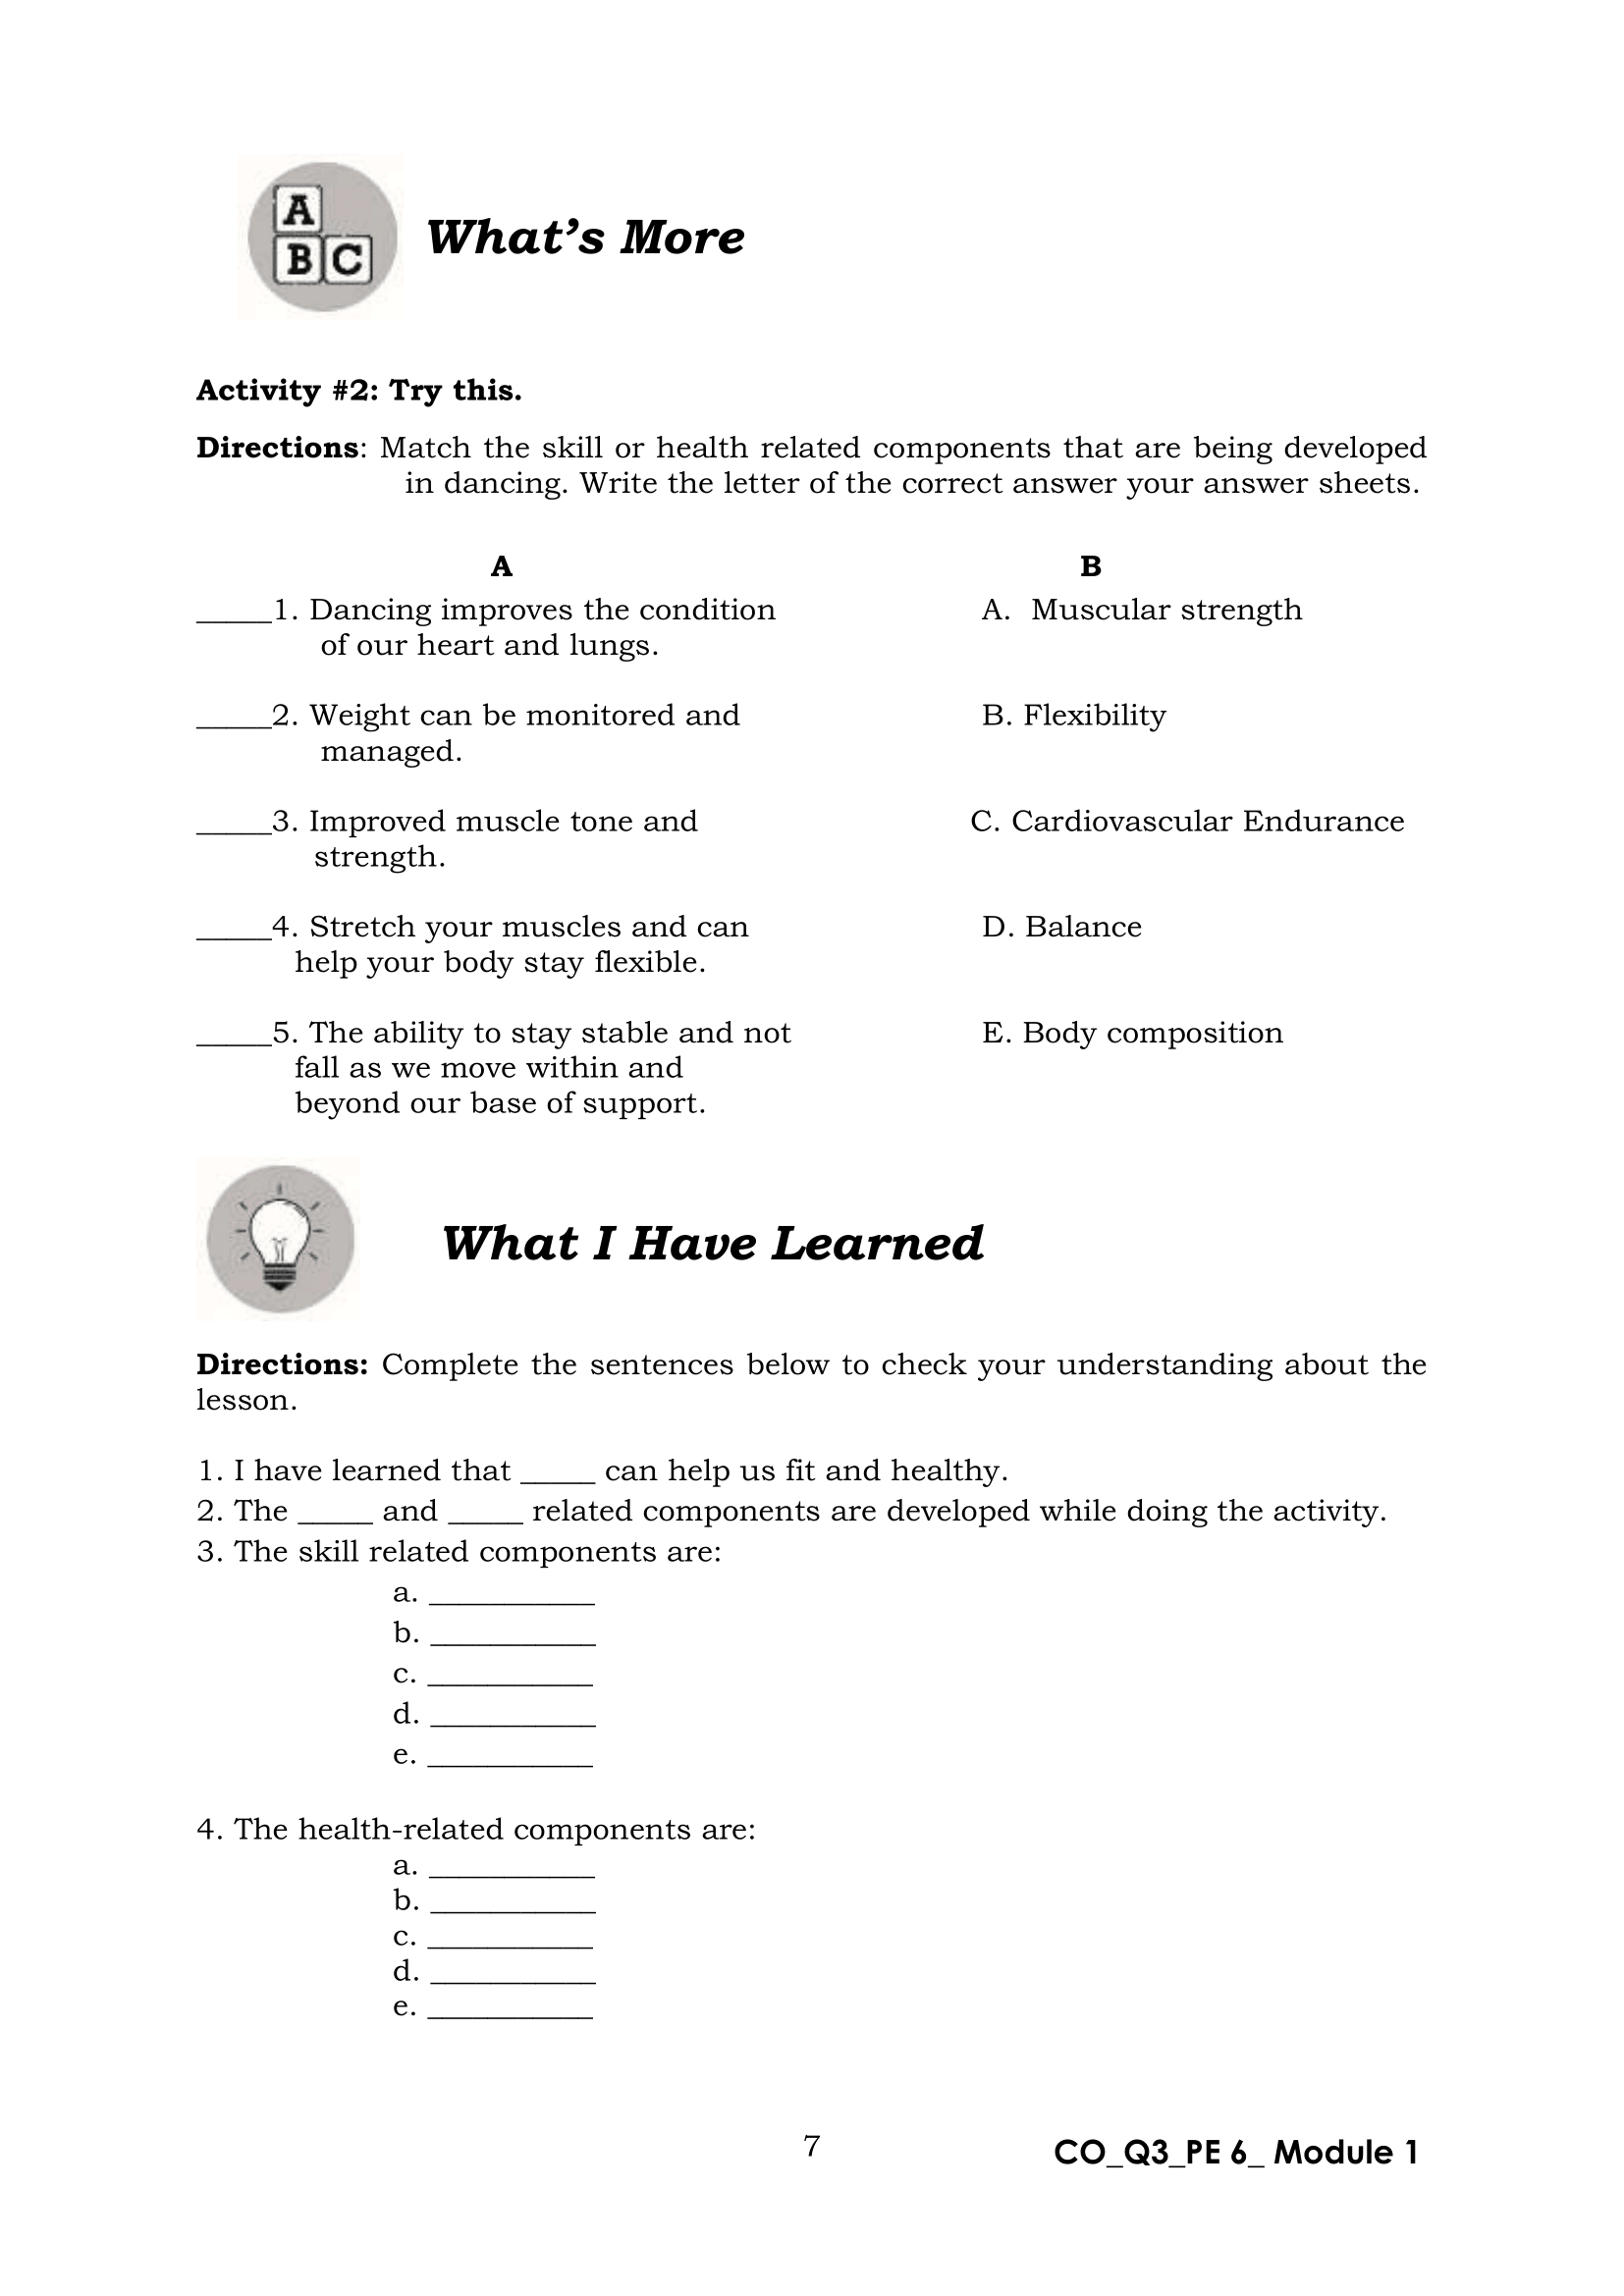 A
B C
What's More
Activity #2: Try this.
Directions: Match the skill or health related components that are being developed
in dancing. Write the letter of the correct answer your answer sheets.
A B
_____1. Dancing improves the condition A. Muscular strength
of our heart and lungs.
_____2. Weight can be monitored and B. Flexibility
managed.
_____3. Improved muscle tone and C. Cardiovascular Endurance
strength.
_____4. Stretch your muscles and can D. Balance
help your body stay flexible.
_____5. The ability to stay stable and not E. Body composition
fall as we move within and
beyond our base of support.
What I Have Learned
Directions: Complete the sentences below to check your understanding about the
lesson.
1. I have learned that _____ can help us fit and healthy.
2. The _____ and _____ related components are developed while doing the activity.
3. The skill related components are:
a. ___________
b. ___________
c. ___________
d. ___________
e. ___________
4. The health-related components are:
a. ___________
b. ___________
c. ___________
d. ___________
e. ___________
7 CO_Q3_PE 6_ Module 1